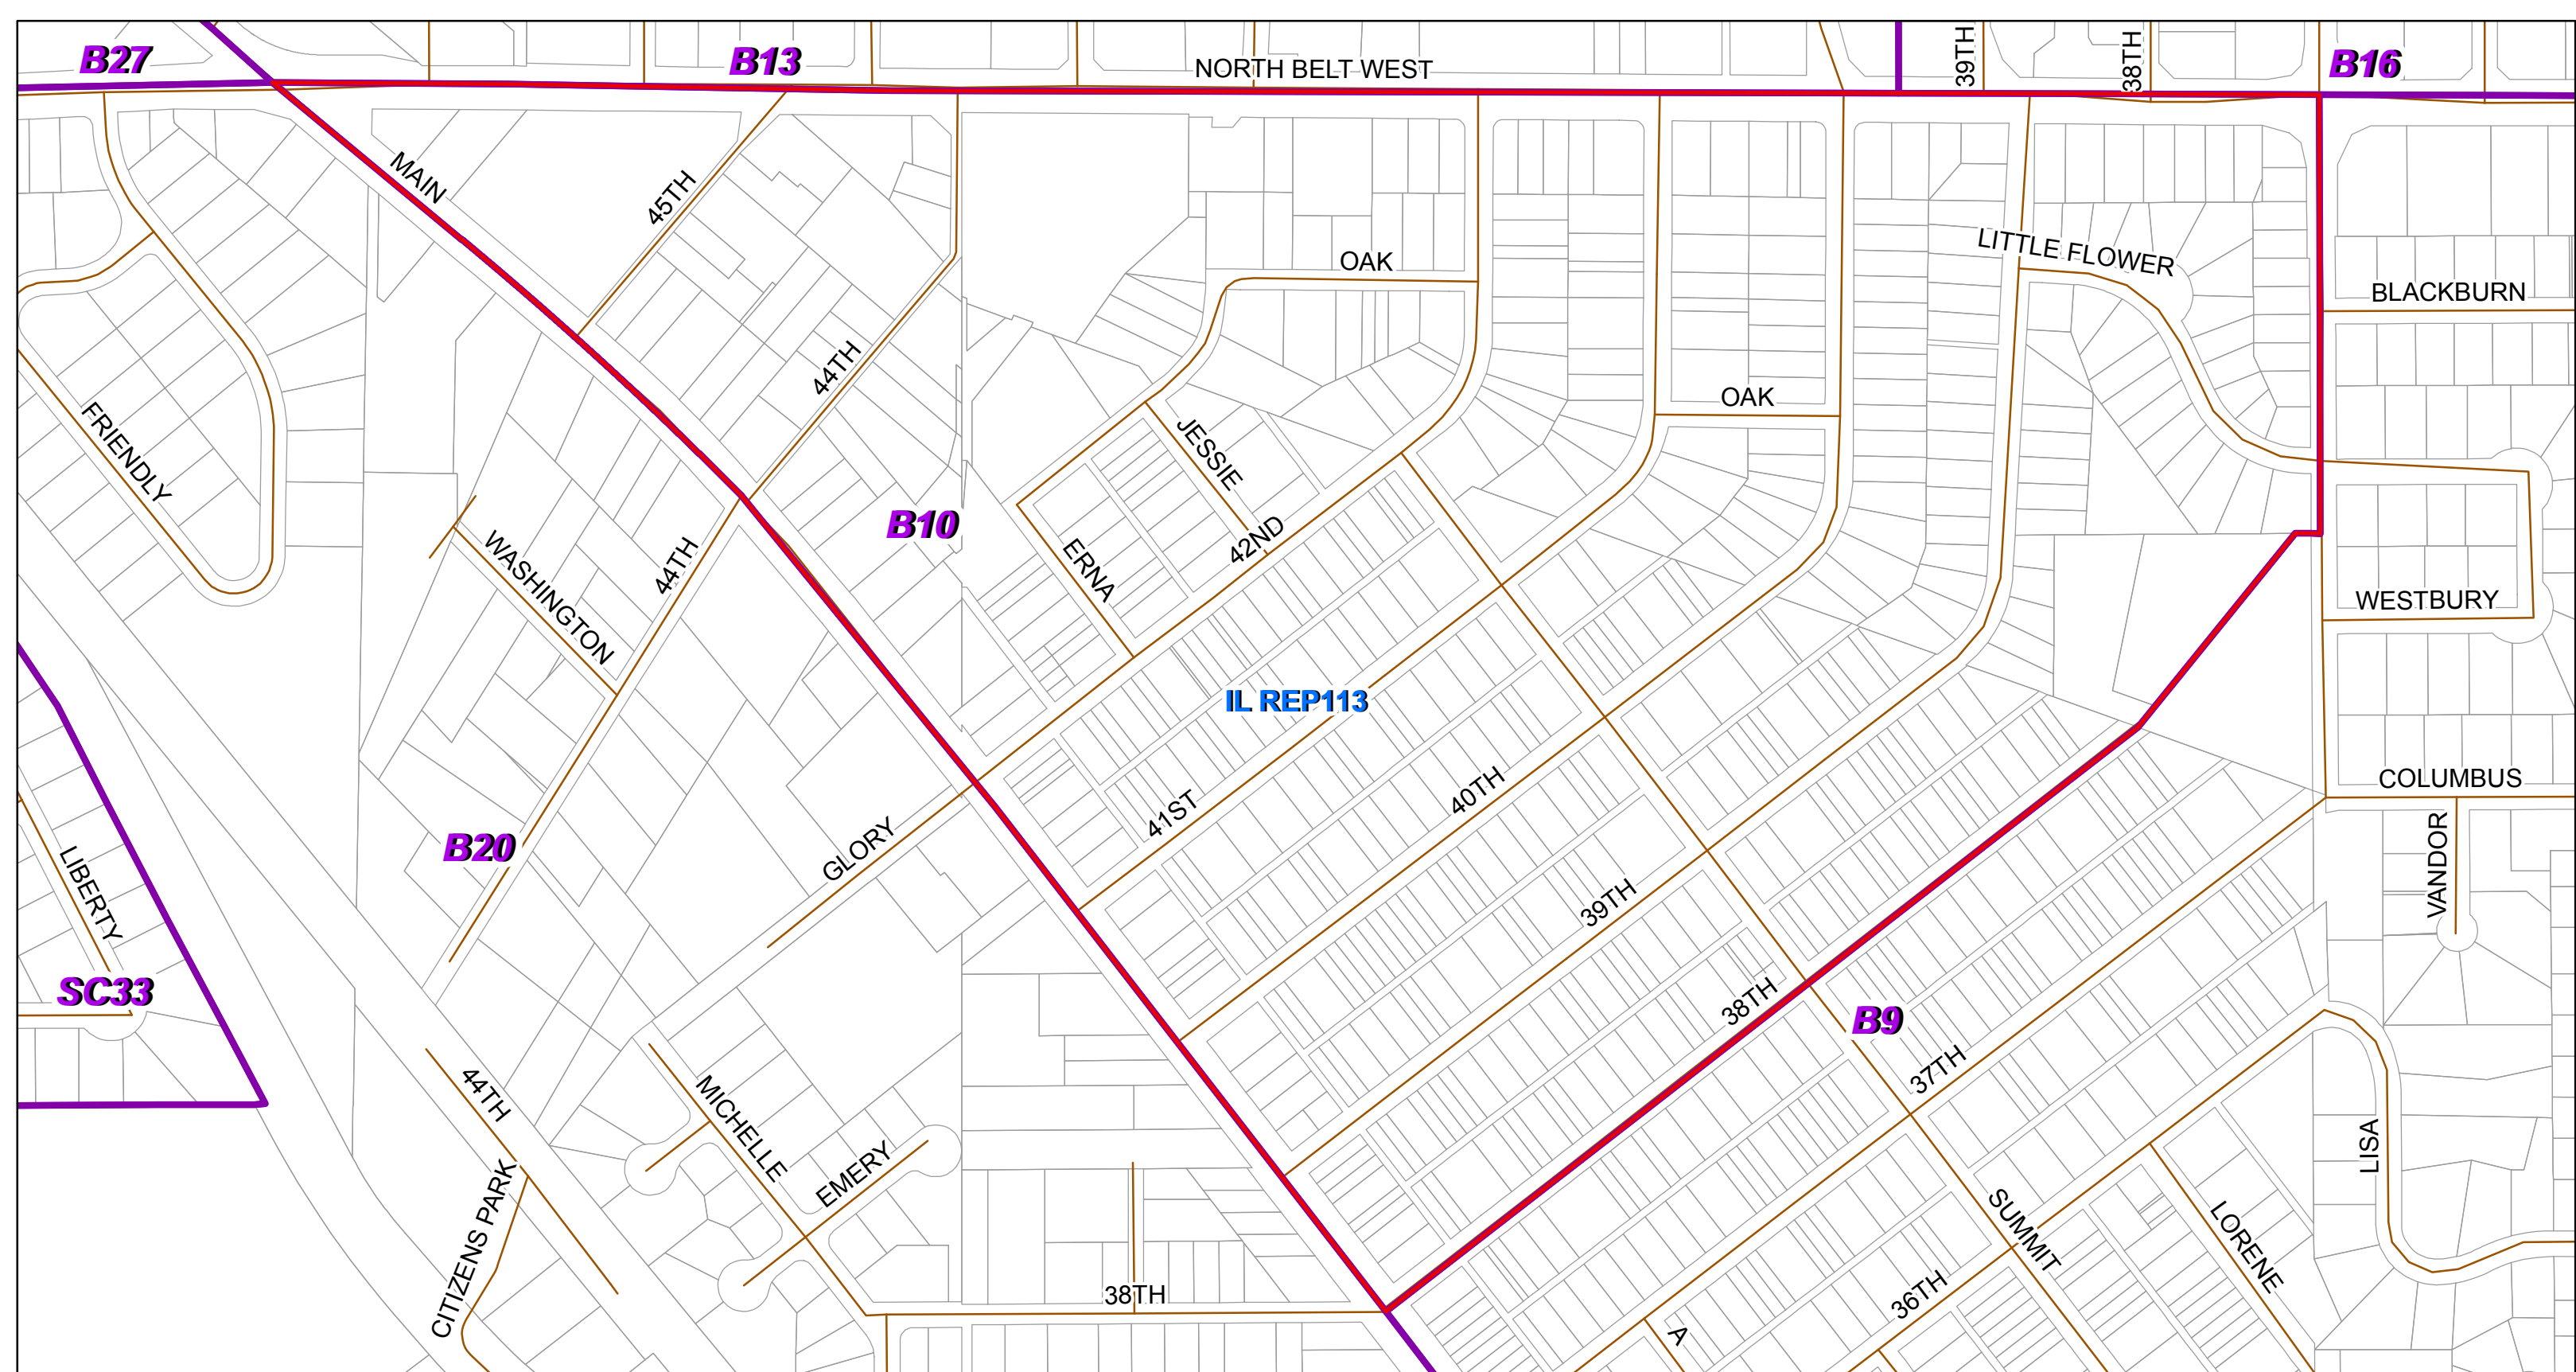 B27
B13
NORTH BELT WEST
39TH
38TH
B16
MAIN
45TH
OAK
LITTLE FLOWER
BLACKBURN
44TH
OAK
FRIENDLY
JESSIE
B10
42ND
WASHINGTON
44TH
ERNA
WESTBURY
IL REP113
41ST
40TH
COLUMBUS
GLORY
B20
LIBERTY
39TH
VANDOR
SC33
38TH
B9
37TH
44TH
MICHELLE
EMERY
LISA
CITIZENS PARK
SUMMIT
LORENE
38TH
36TH
A